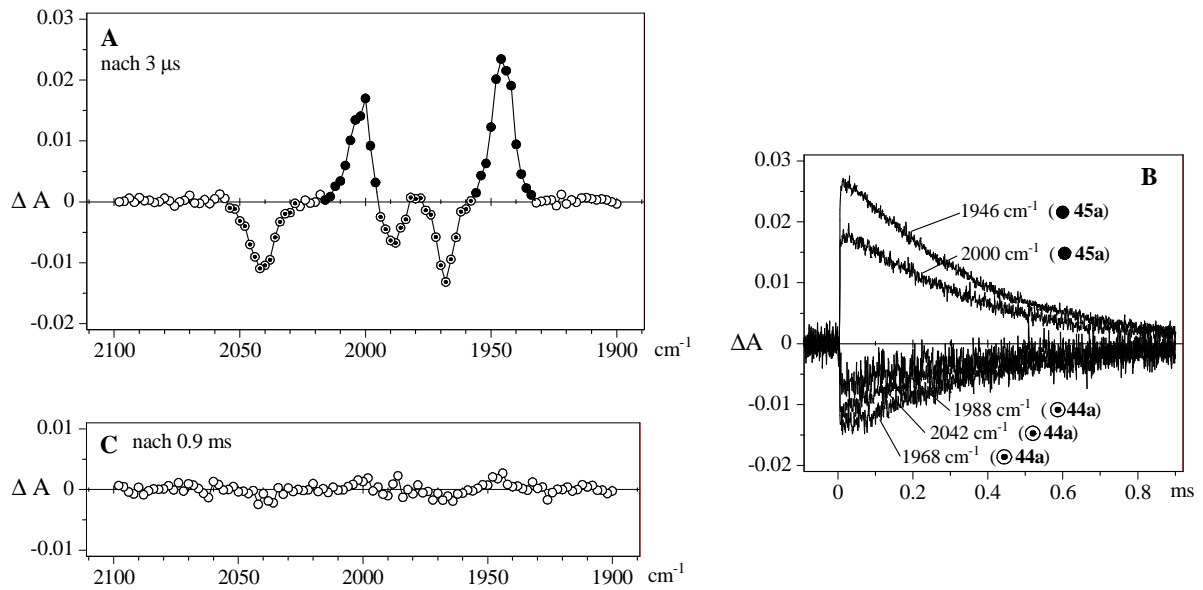 0.03
A
nach 3 µs
0.02
0.01
Δ A 0
-0.01
-0.02
2100 2050 2000 1950 1900 cm⁻¹
0.01
C nach 0.9 ms
Δ A 0
-0.01
2100 2050 2000 1950 1900 cm⁻¹
0.03
B
0.02
1946 cm⁻¹ (● 45a)
2000 cm⁻¹ (● 45a)
0.01
ΔA 0
-0.01
1988 cm⁻¹ (⊙ 44a)
2042 cm⁻¹ (⊙ 44a)
1968 cm⁻¹ (⊙ 44a)
-0.02
0 0.2 0.4 0.6 0.8 ms